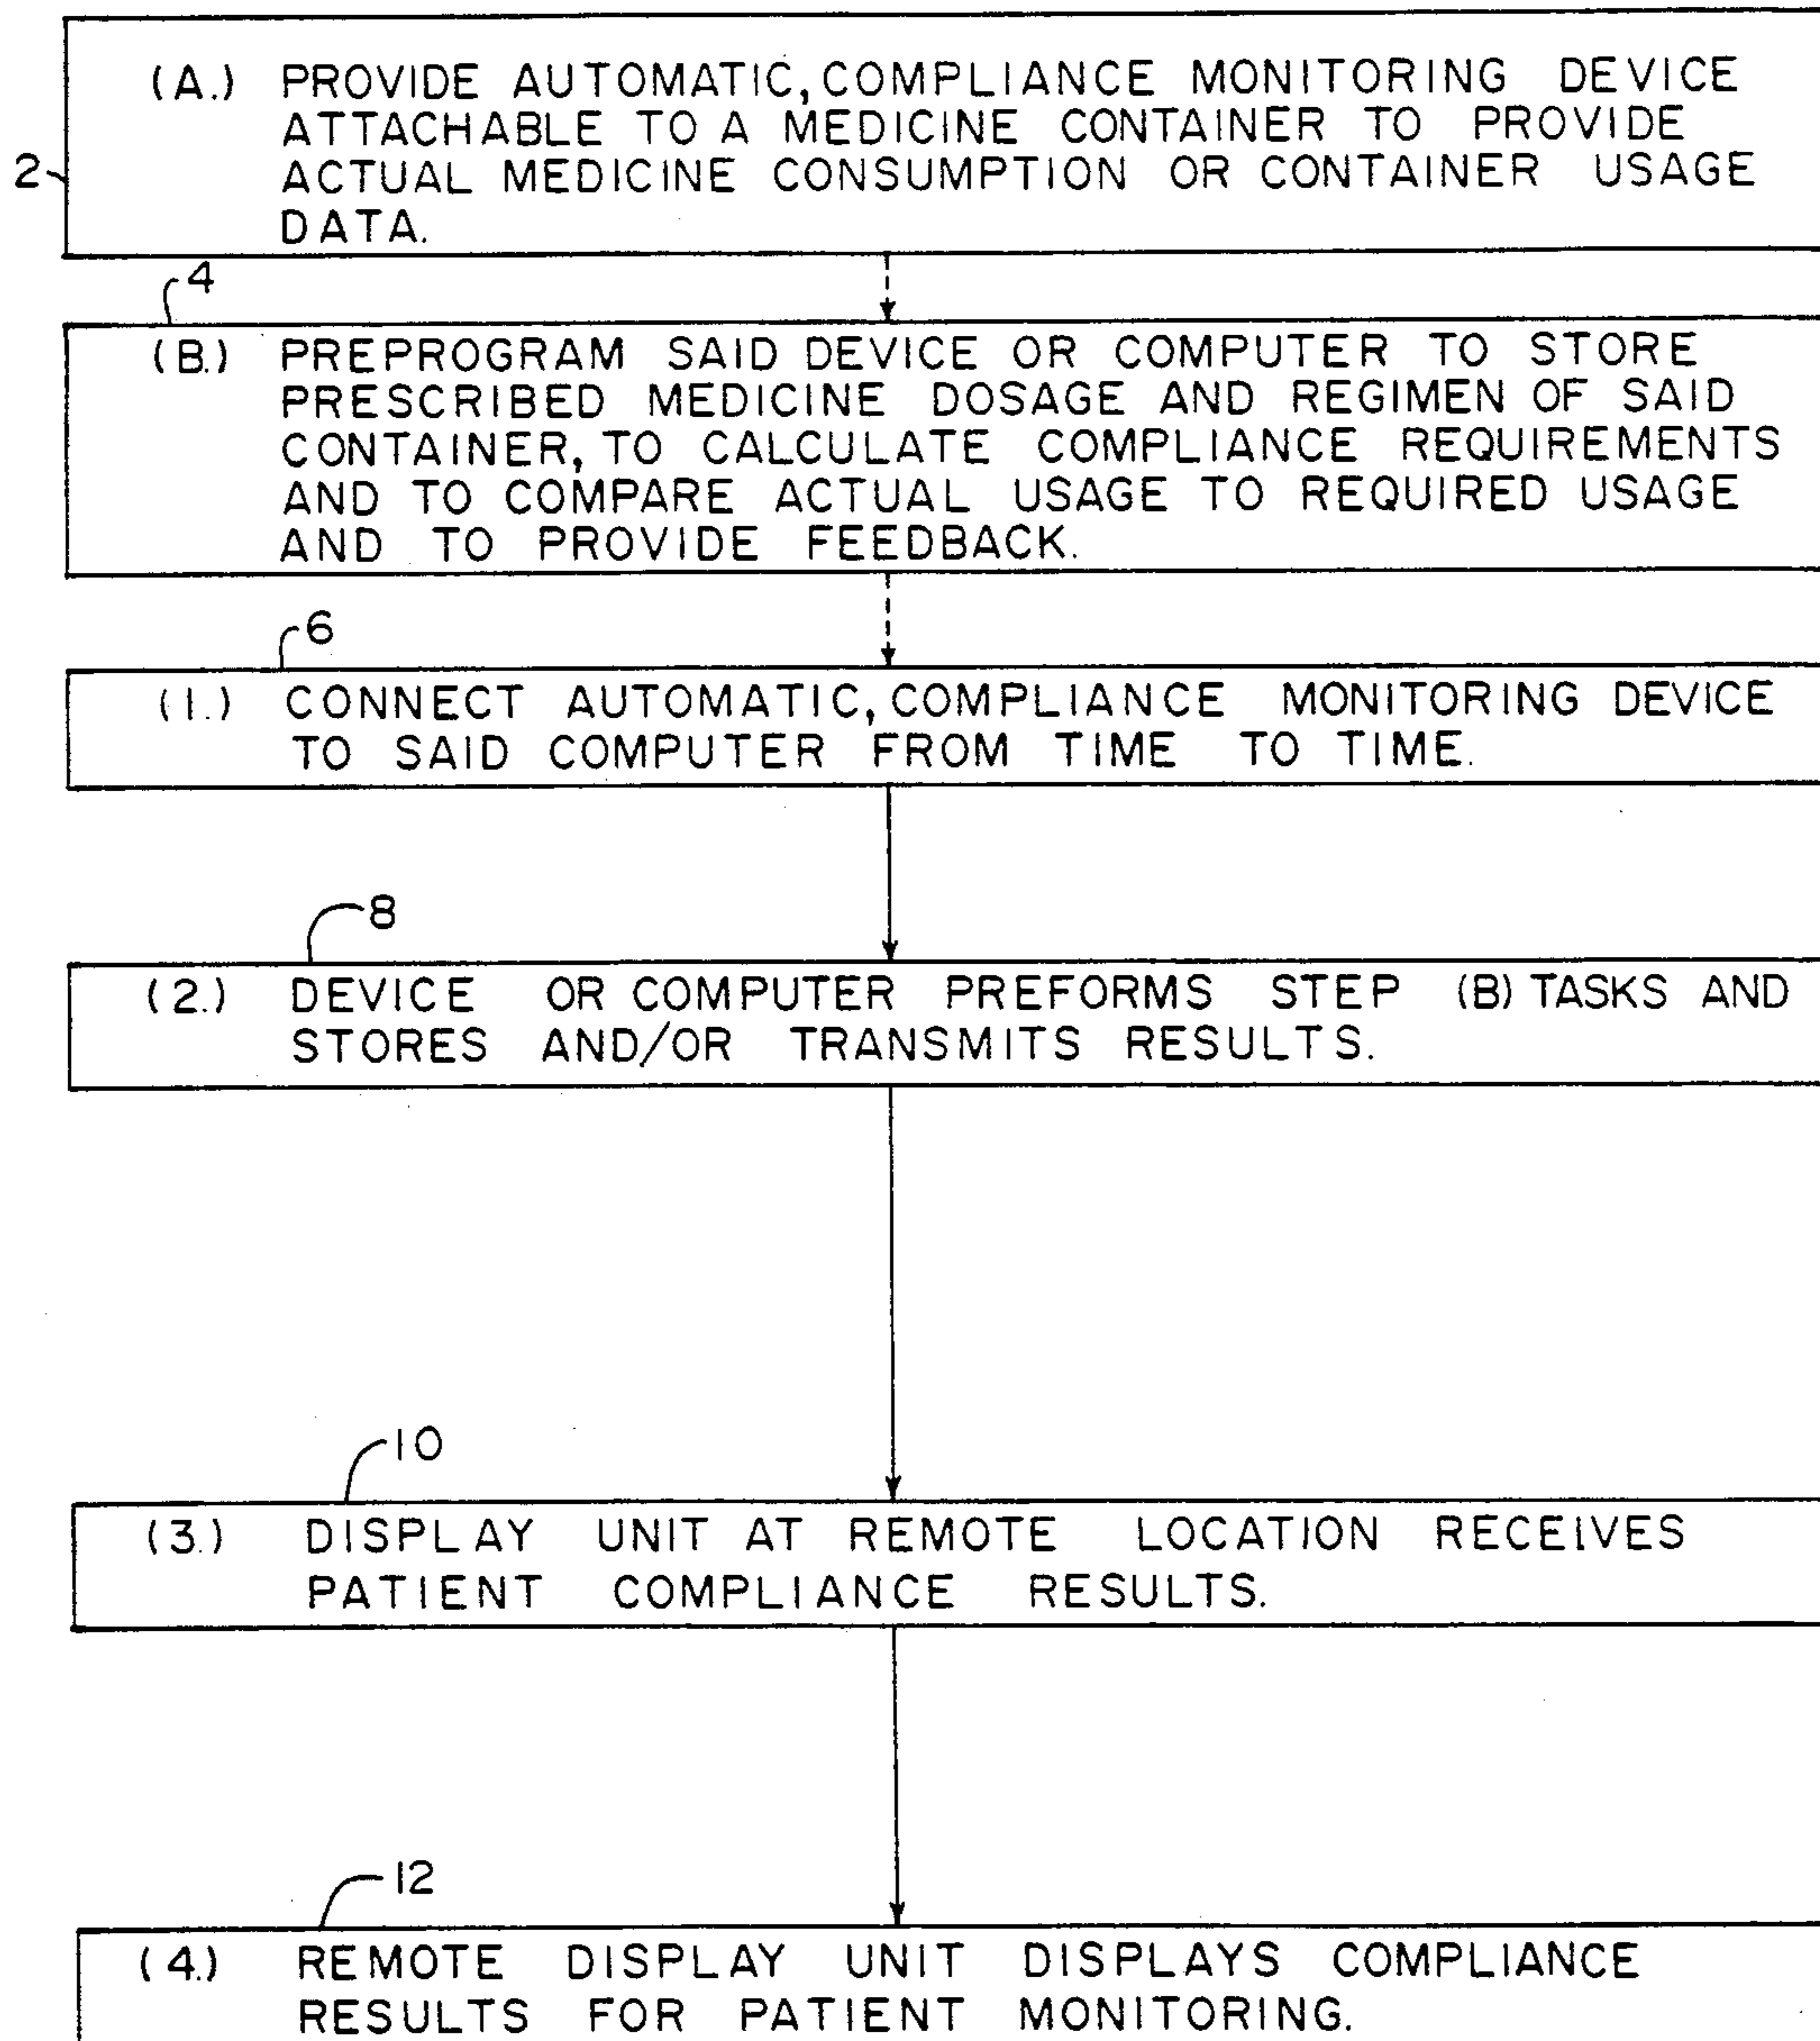 (A.) PROVIDE AUTOMATIC, COMPLIANCE MONITORING DEVICE
ATTACHABLE TO A MEDICINE CONTAINER TO PROVIDE
2 ACTUAL MEDICINE CONSUMPTION OR CONTAINER USAGE
DATA.
4
(B.) PREPROGRAM SAID DEVICE OR COMPUTER TO STORE
PRESCRIBED MEDICINE DOSAGE AND REGIMEN OF SAID
CONTAINER, TO CALCULATE COMPLIANCE REQUIREMENTS
AND TO COMPARE ACTUAL USAGE TO REQUIRED USAGE
AND TO PROVIDE FEEDBACK.
6
(1.) CONNECT AUTOMATIC, COMPLIANCE MONITORING DEVICE
TO SAID COMPUTER FROM TIME TO TIME.
8
(2.) DEVICE OR COMPUTER PREFORMS STEP (B) TASKS AND
STORES AND/OR TRANSMITS RESULTS.
10
(3.) DISPLAY UNIT AT REMOTE LOCATION RECEIVES
PATIENT COMPLIANCE RESULTS.
12
(4.) REMOTE DISPLAY UNIT DISPLAYS COMPLIANCE
RESULTS FOR PATIENT MONITORING.